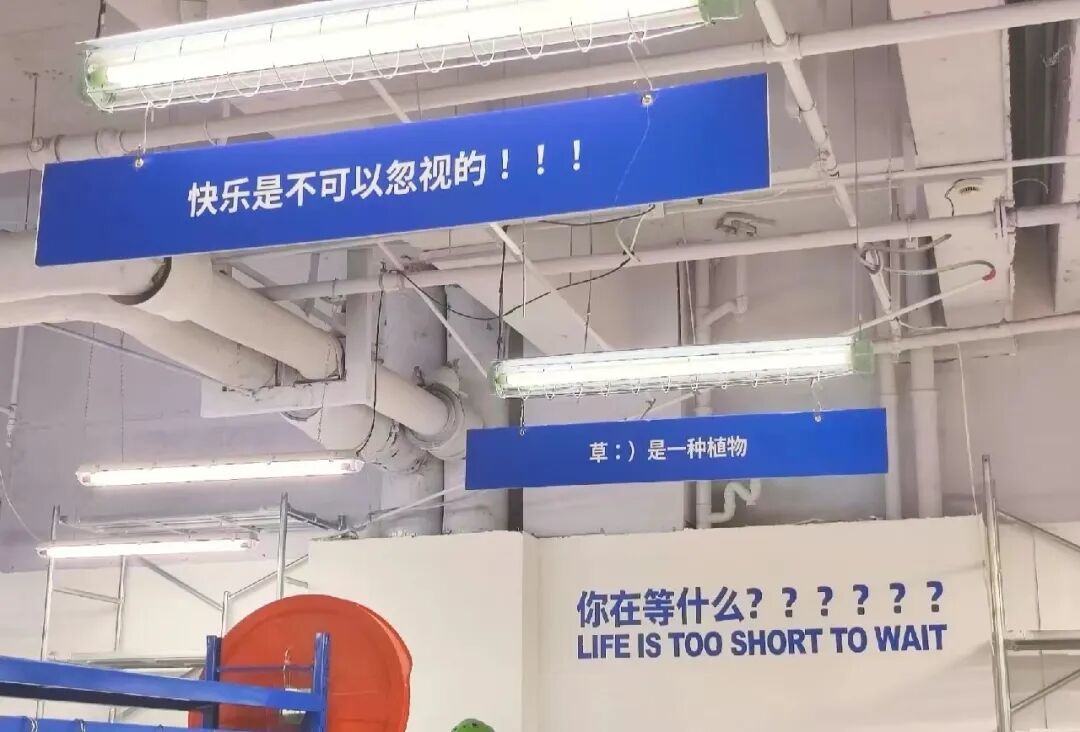 快乐是不可以忽视的！！！
草：）是一种植物
你在等什么? ? ? ? ? ?
LIFE IS TOO SHORT TO WAIT